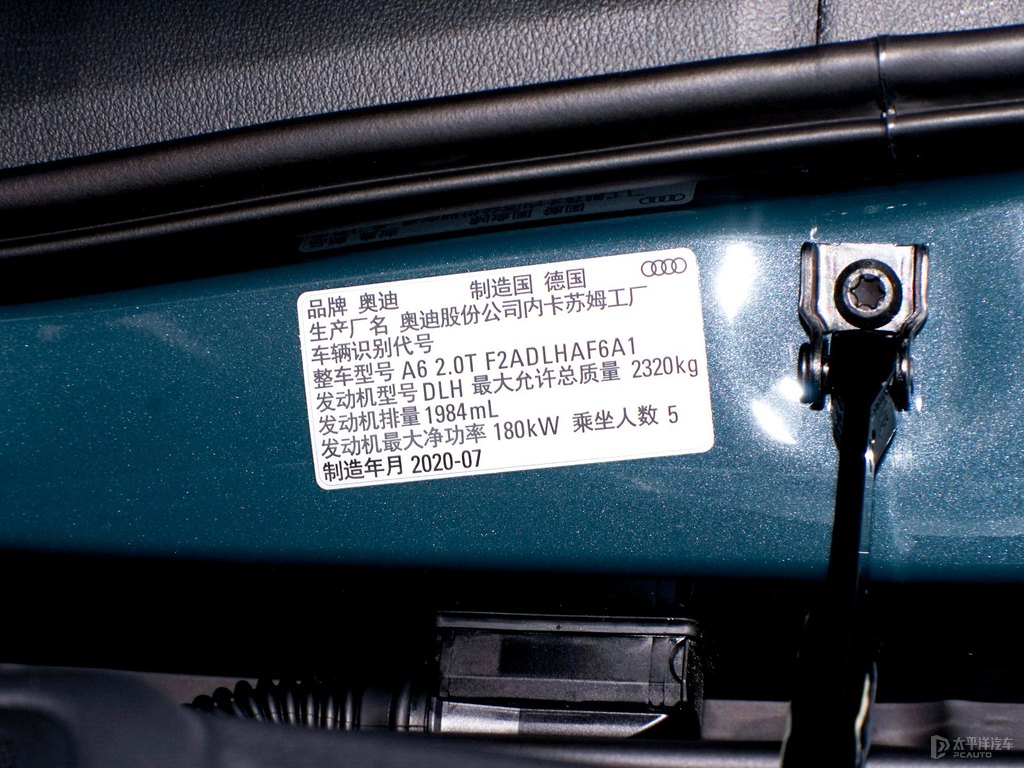 品牌 奥迪 制造国 德国
生产厂名 奥迪股份公司内卡苏姆工厂
车辆识别代号
整车型号 A6 2.0T F2ADLHAF6A1
发动机型号 DLH 最大允许总质量 2320kg
发动机排量 1984mL
发动机最大净功率 180kW 乘坐人数 5
制造年月 2020-07
太平洋汽车
PCAUTO